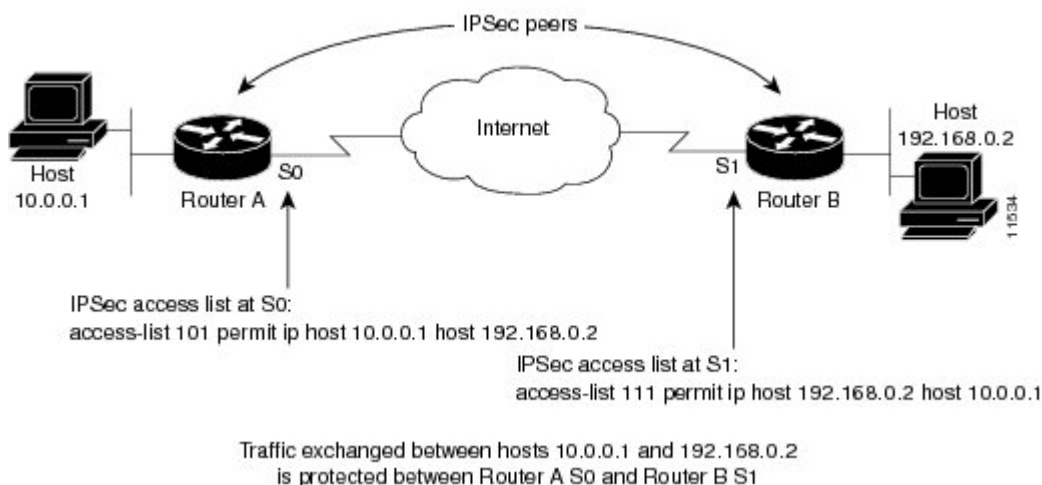 IPSec peers
Internet
Host
10.0.0.1
Router A
S0
S1
Router B
Host
192.168.0.2
11534
IPSec access list at S0:
access-list 101 permit ip host 10.0.0.1 host 192.168.0.2
IPSec access list at S1:
access-list 111 permit ip host 192.168.0.2 host 10.0.0.1
Traffic exchanged between hosts 10.0.0.1 and 192.168.0.2
is protected between Router A S0 and Router B S1